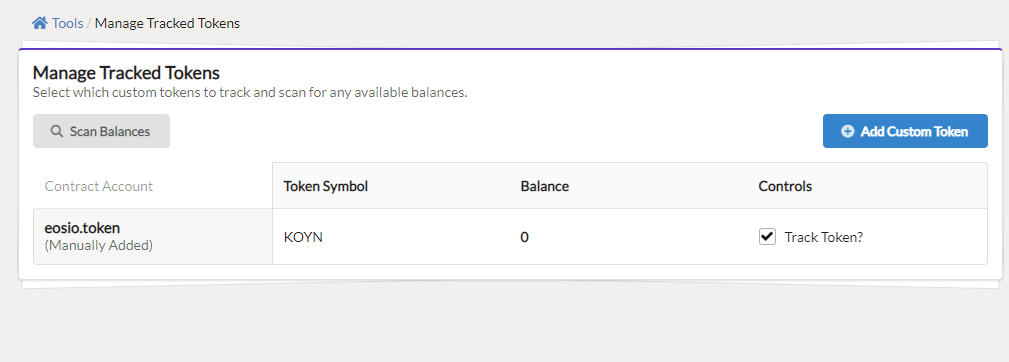 Tools / Manage Tracked Tokens
Manage Tracked Tokens
Select which custom tokens to track and scan for any available balances.
Scan Balances
Add Custom Token
Contract Account Token Symbol Balance Controls
eosio.token
(Manually Added)
KOYN 0 Track Token?